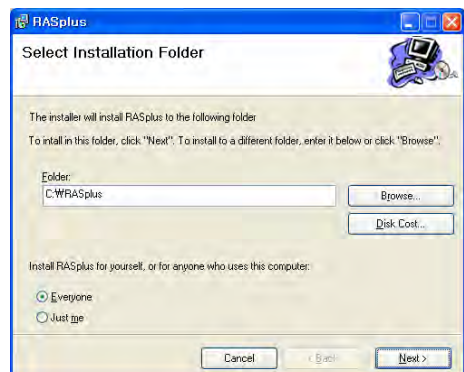 RASplus
Select Installation Folder
The installer will install RASplus to the following folder
To intall in this folder, click "Next". To install to a different folder, enter it below or click "Browse".
Folder:
C:₩RASplus
Browse...
Disk Cost...
Install RASplus for yourself, or for anyone who uses this computer:
Everyone
Just me
Cancel
< Back
Next >